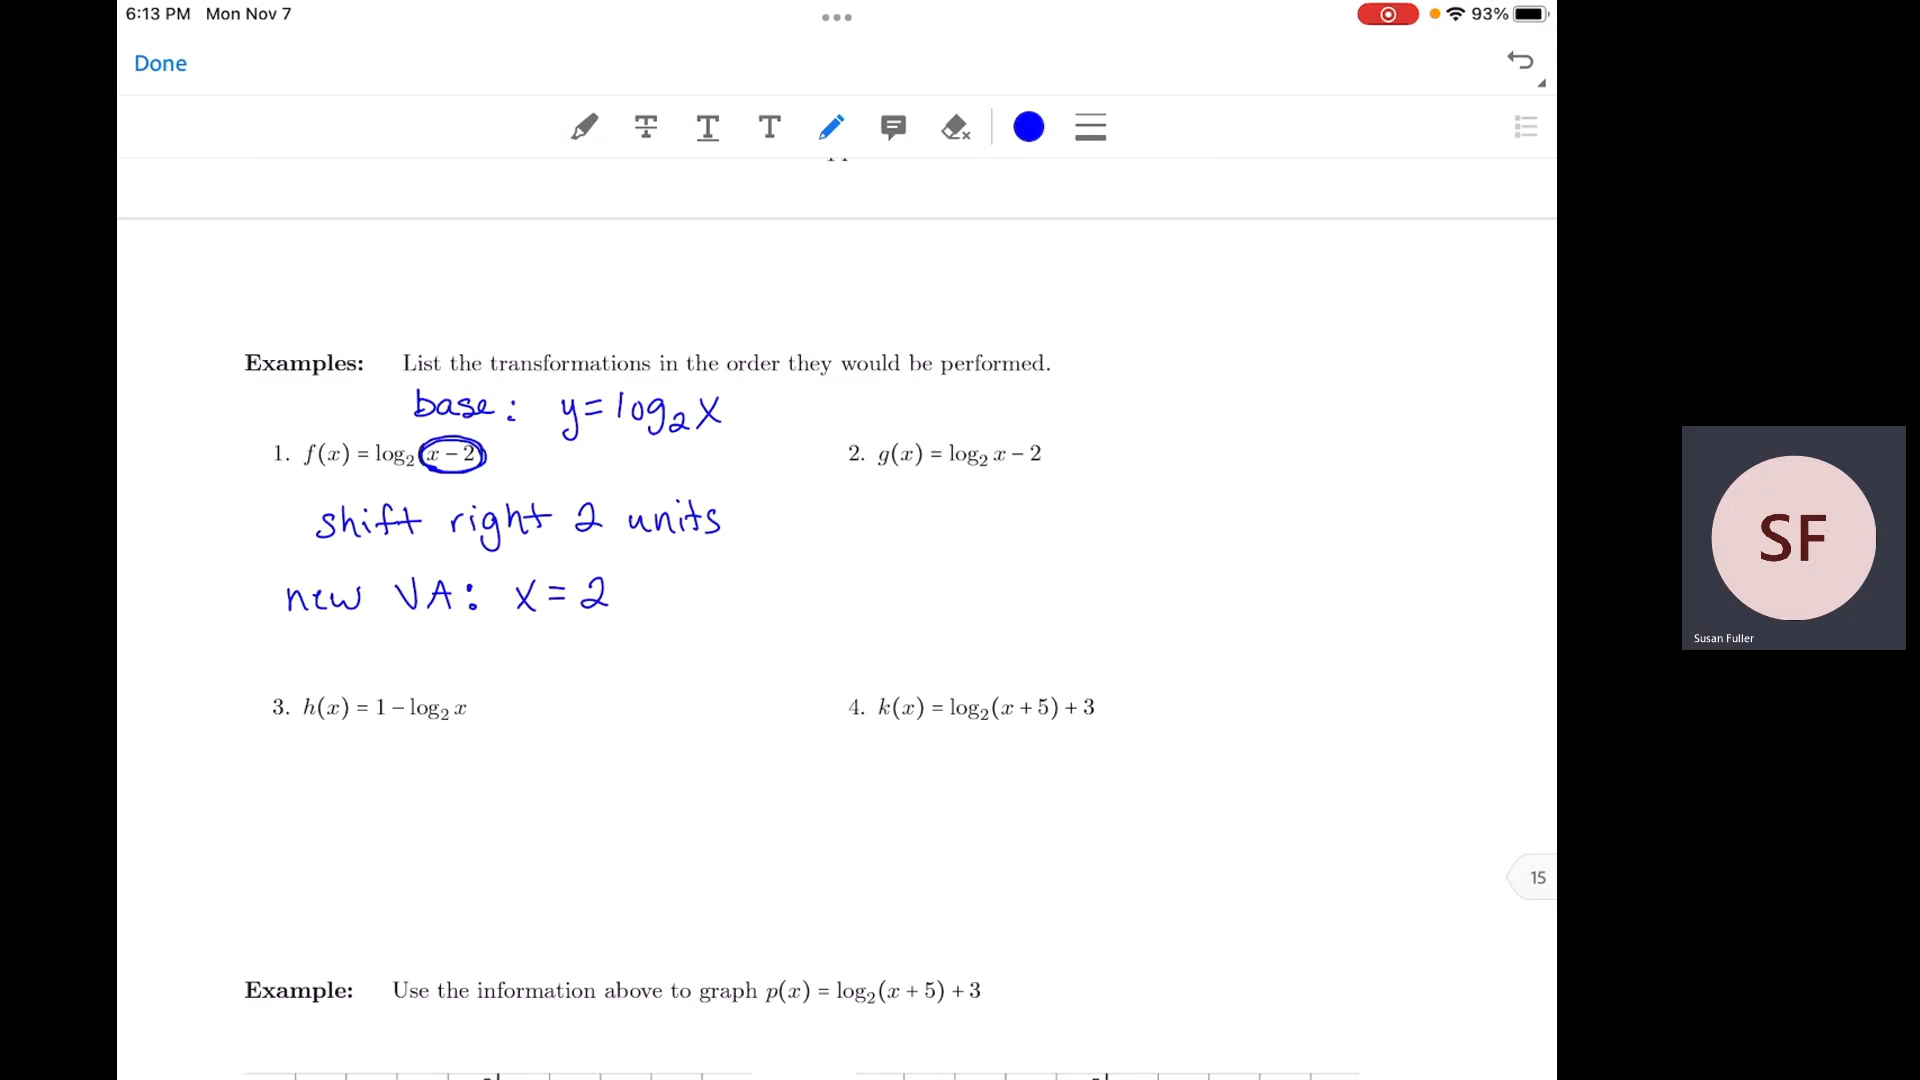 6:13 PM Mon Nov 7
93%
Done
Examples: List the transformations in the order they would be performed.
base: y = log₂ x
1. f(x) = log₂(x − 2)
2. g(x) = log₂ x − 2
shift right 2 units
new VA: x = 2
SF
Susan Fuller
3. h(x) = 1 − log₂ x
4. k(x) = log₂(x + 5) + 3
15
Example: Use the information above to graph p(x) = log₂(x + 5) + 3